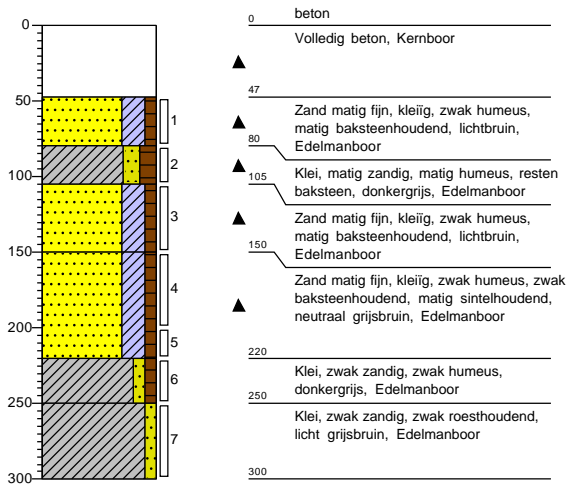 0
50
100
150
200
250
300
1
2
3
4
5
6
7
0
beton
Volledig beton, Kernboor
47
Zand matig fijn, kleiïg, zwak humeus,
matig baksteenhoudend, lichtbruin,
Edelmanboor
80
Klei, matig zandig, matig humeus, resten
baksteen, donkergrijs, Edelmanboor
105
Zand matig fijn, kleiïg, zwak humeus,
matig baksteenhoudend, lichtbruin,
Edelmanboor
150
Zand matig fijn, kleiïg, zwak humeus, zwak
baksteenhoudend, matig sintelhoudend,
neutraal grijsbruin, Edelmanboor
220
Klei, zwak zandig, zwak humeus,
donkergrijs, Edelmanboor
250
Klei, zwak zandig, zwak roesthoudend,
licht grijsbruin, Edelmanboor
300